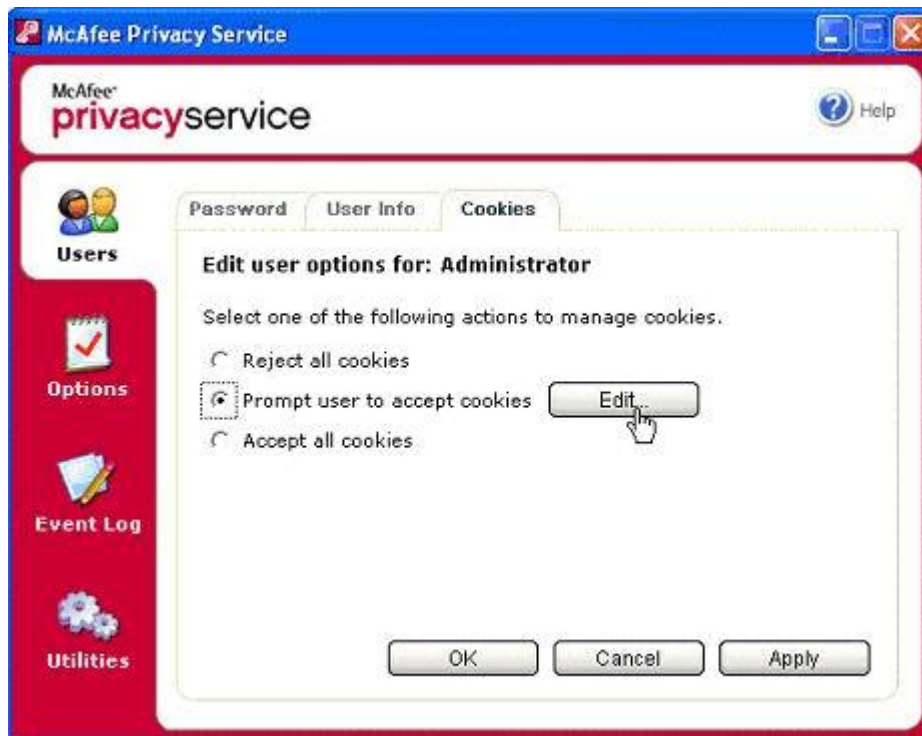 McAfee Privacy Service
McAfee
privacyservice
Help
Users
Options
Event Log
Utilities
Password User Info Cookies
Edit user options for: Administrator
Select one of the following actions to manage cookies.
Reject all cookies
Prompt user to accept cookies Edit...
Accept all cookies
OK Cancel Apply